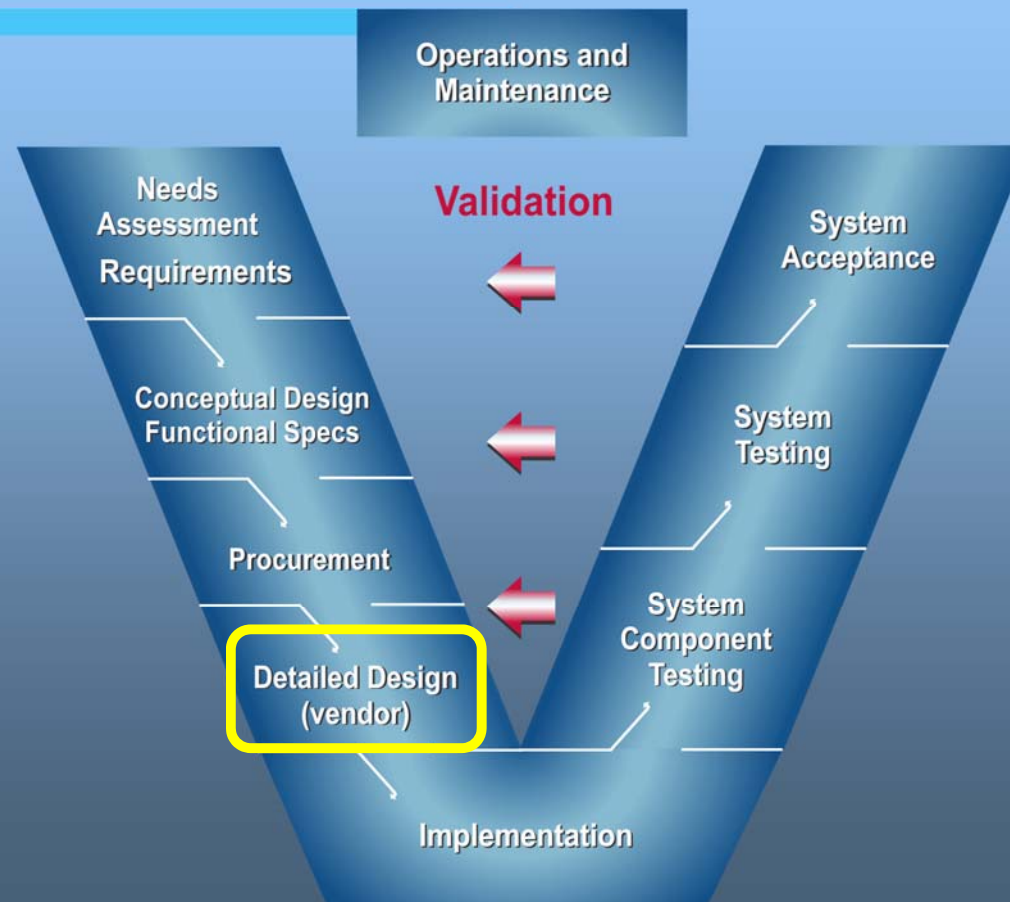 Operations and
Maintenance
Validation
Needs
Assessment
Requirements
Conceptual Design
Functional Specs
Procurement
Detailed Design
(vendor)
Implementation
System
Component
Testing
System
Testing
System
Acceptance